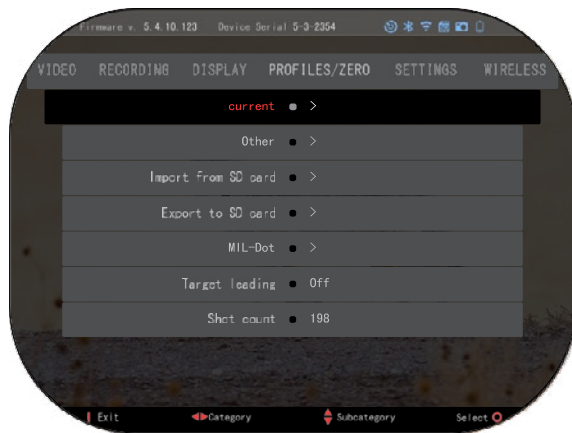 Firmware v. 5.4.10.123 Device Serial 5-3-2354
VIDEO RECORDING DISPLAY PROFILES/ZERO SETTINGS WIRELESS
current >
Other >
Import from SD card >
Export to SD card >
MIL-Dot >
Target leading Off
Shot count 198
Exit Category Subcategory Select